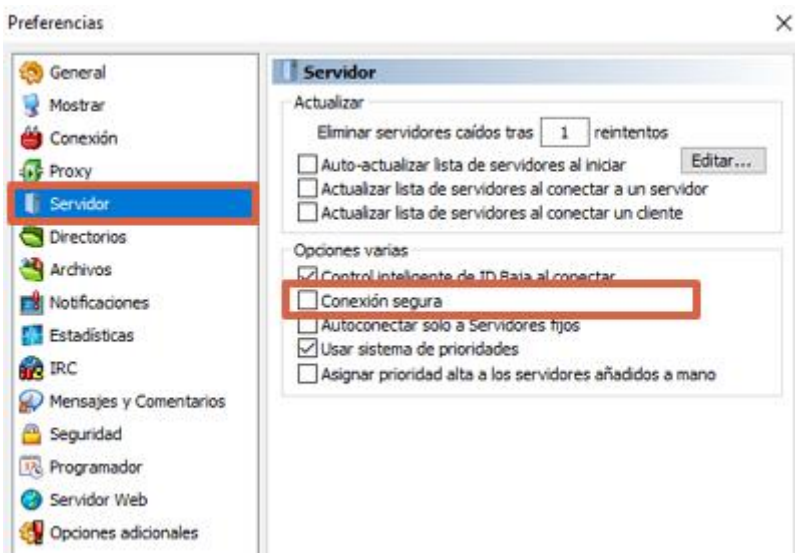 Preferencias
General
Mostrar
Conexión
Proxy
Servidor
Directorios
Archivos
Notificaciones
Estadísticas
IRC
Mensajes y Comentarios
Seguridad
Programador
Servidor Web
Opciones adicionales
Servidor
Actualizar
Eliminar servidores caídos tras 1 reintentos
Auto-actualizar lista de servidores al iniciar Editar...
Actualizar lista de servidores al conectar a un servidor
Actualizar lista de servidores al conectar un cliente
Opciones varias
Control inteligente de ID Baja al conectar
Conexión segura
Autoconectar solo a Servidores fijos
Usar sistema de prioridades
Asignar prioridad alta a los servidores añadidos a mano